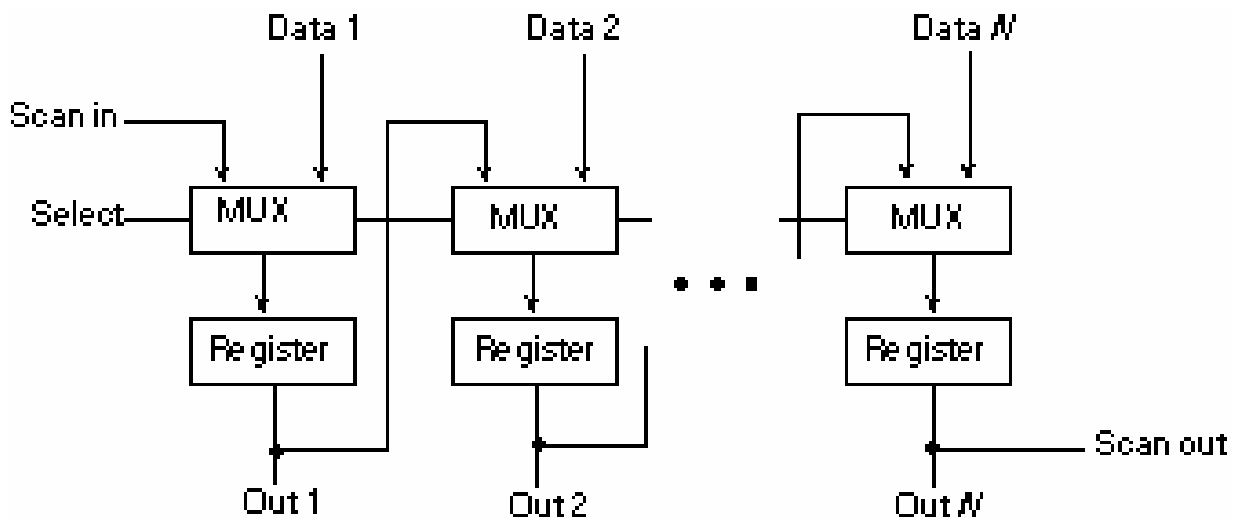 Data 1
Data 2
Data N
Scan in
Select
MUX
MUX
MUX
Register
Register
Register
Scan out
Out 1
Out 2
Out N